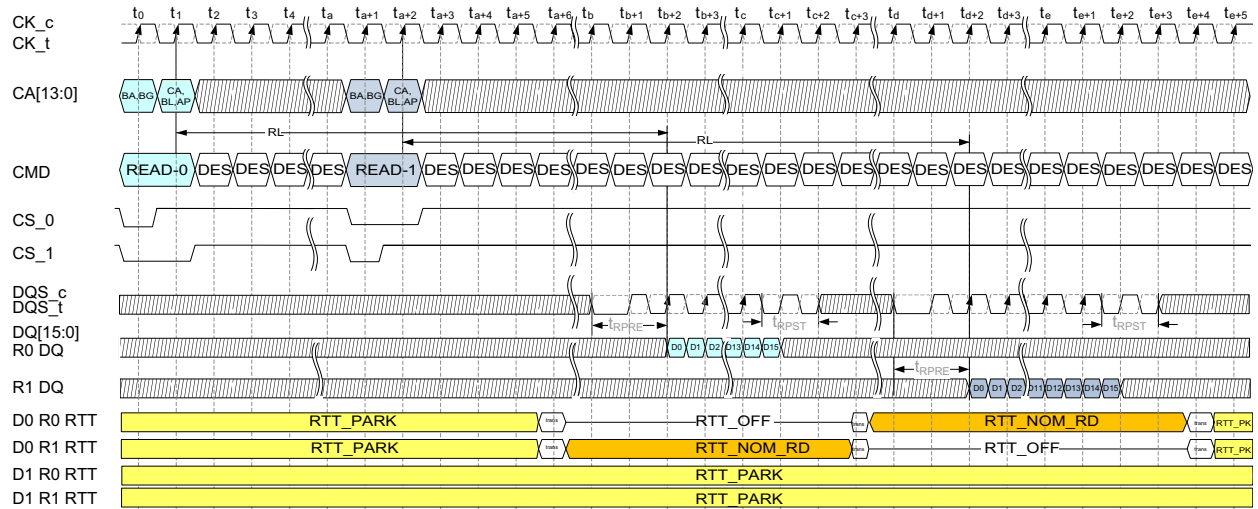 t0 t1 t2 t3 t4 ta ta+1 ta+2 ta+3 ta+4 ta+5 ta+6 tb tb+1 tb+2 tb+3 tc tc+1 tc+2 tc+3 td td+1 td+2 td+3 te te+1 te+2 te+3 te+4 te+5
CK_c
CK_t
CA[13:0] BA,BG CA, BL,AP BA,BG CA, BL,AP
RL
RL
CMD READ-0 DES DES DES DES READ-1 DES DES DES DES DES DES DES DES DES DES DES DES DES DES DES DES DES DES DES DES DES DES
CS_0
CS_1
DQS_c
DQS_t
tRPRE tRPST tRPST
DQ[15:0]
R0 DQ D0 D1 D2 D13 D14 D15
tRPRE
R1 DQ D0 D1 D2 D11 D12 D13 D14 D15
D0 R0 RTT RTT_PARK trans RTT_OFF trans RTT_NOM_RD trans RTT_PK
D0 R1 RTT RTT_PARK trans RTT_NOM_RD trans RTT_OFF trans RTT_PK
D1 R0 RTT RTT_PARK
D1 R1 RTT RTT_PARK